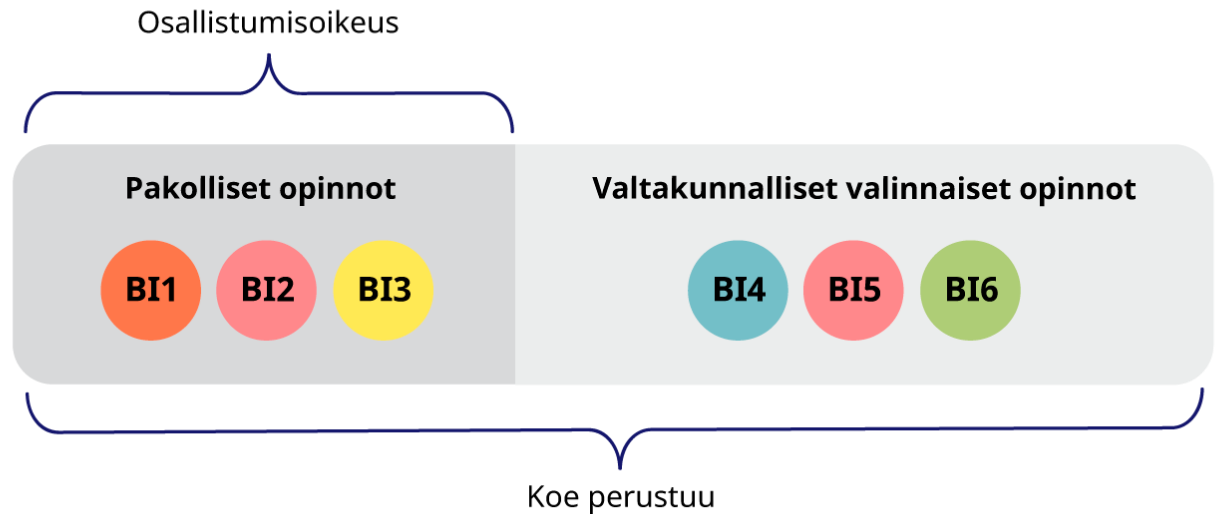 Osallistumisoikeus
Pakolliset opinnot
Valtakunnalliset valinnaiset opinnot
BI1 BI2 BI3 BI4 BI5 BI6
Koe perustuu